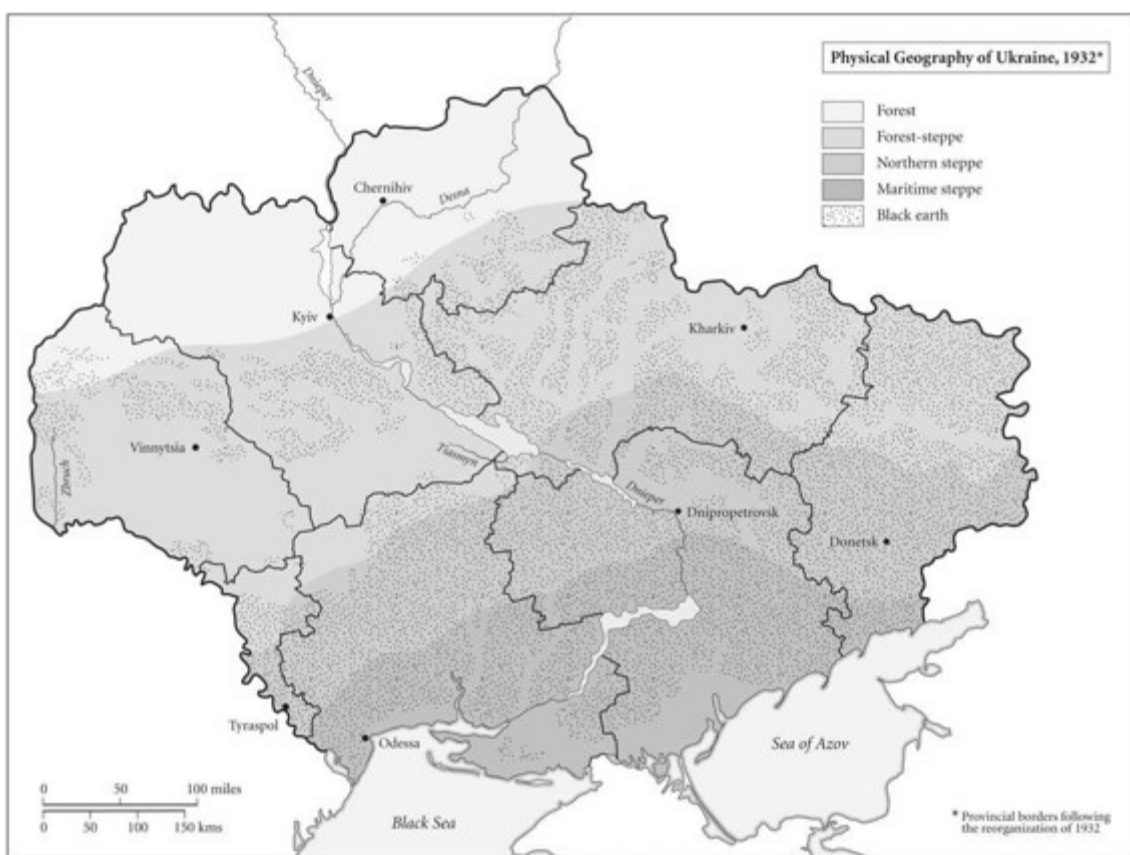 Physical Geography of Ukraine, 1932*
Forest
Forest-steppe
Northern steppe
Maritime steppe
Black earth
Dnieper
Chernihiv
Desna
Kyiv
Kharkiv
Vinnytsia
Zbruch
Tiasmyn
Dnieper
Dnipropetrovsk
Donetsk
Tyraspol
Odessa
Sea of Azov
Black Sea
0 50 100 miles
0 50 100 150 kms
* Provincial borders following
the reorganization of 1932